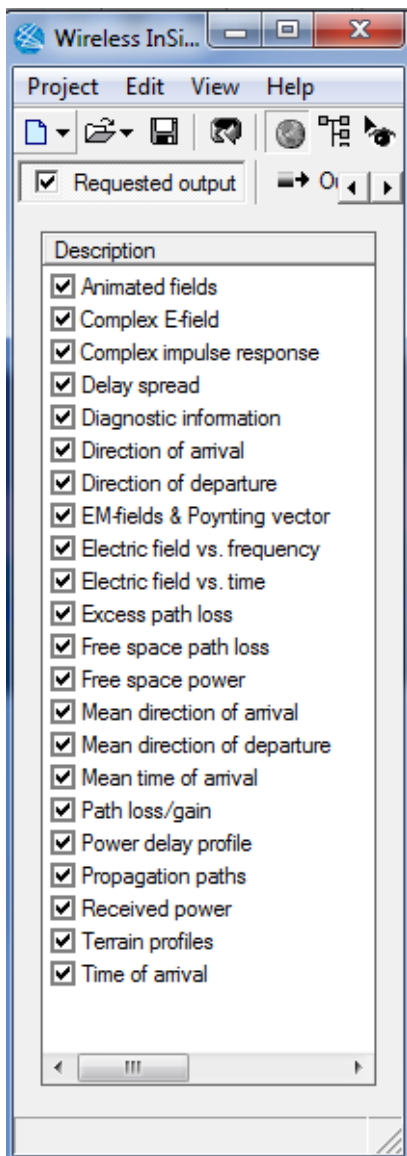 Wireless InSi...
Project Edit View Help
Requested output
Description
Animated fields
Complex E-field
Complex impulse response
Delay spread
Diagnostic information
Direction of arrival
Direction of departure
EM-fields & Poynting vector
Electric field vs. frequency
Electric field vs. time
Excess path loss
Free space path loss
Free space power
Mean direction of arrival
Mean direction of departure
Mean time of arrival
Path loss/gain
Power delay profile
Propagation paths
Received power
Terrain profiles
Time of arrival